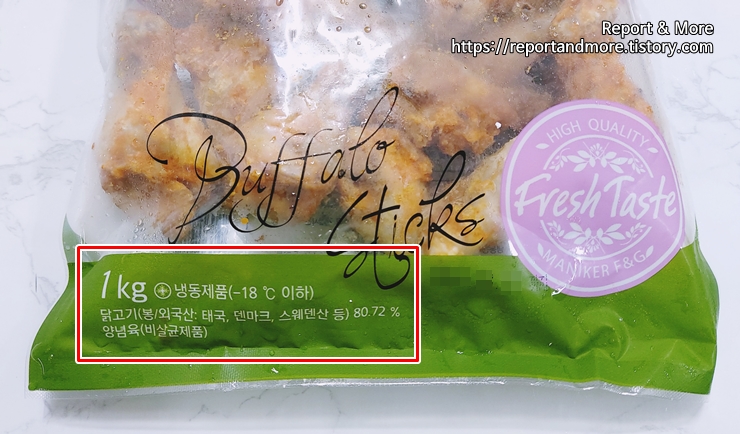 Report & More
https://reportandmore.tistory.com
Buffalo
Sticks
HIGH QUALITY
Fresh Taste
MANIKER F&G
1kg 냉동제품(-18 ℃ 이하)
닭고기(봉/외국산: 태국, 덴마크, 스웨덴산 등) 80.72 %
양념육(비살균제품)